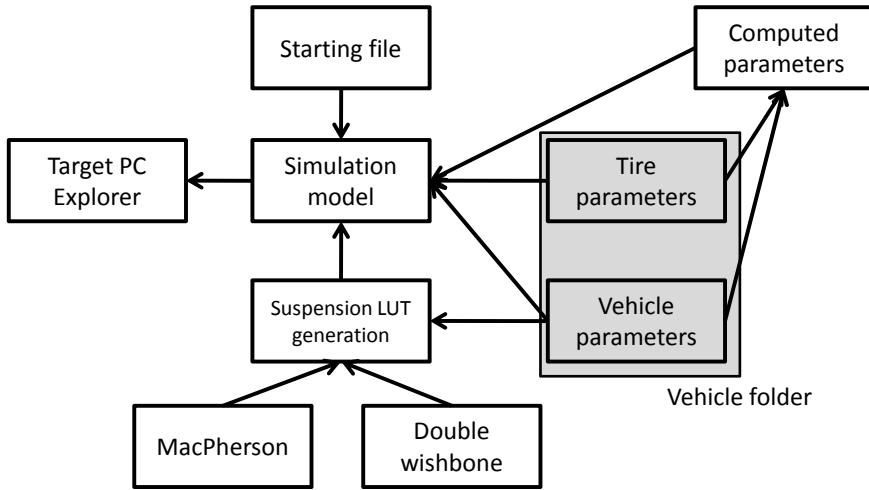 Starting file
Computed
parameters
Target PC
Explorer
Simulation
model
Tire
parameters
Suspension LUT
generation
Vehicle
parameters
Vehicle folder
MacPherson
Double
wishbone